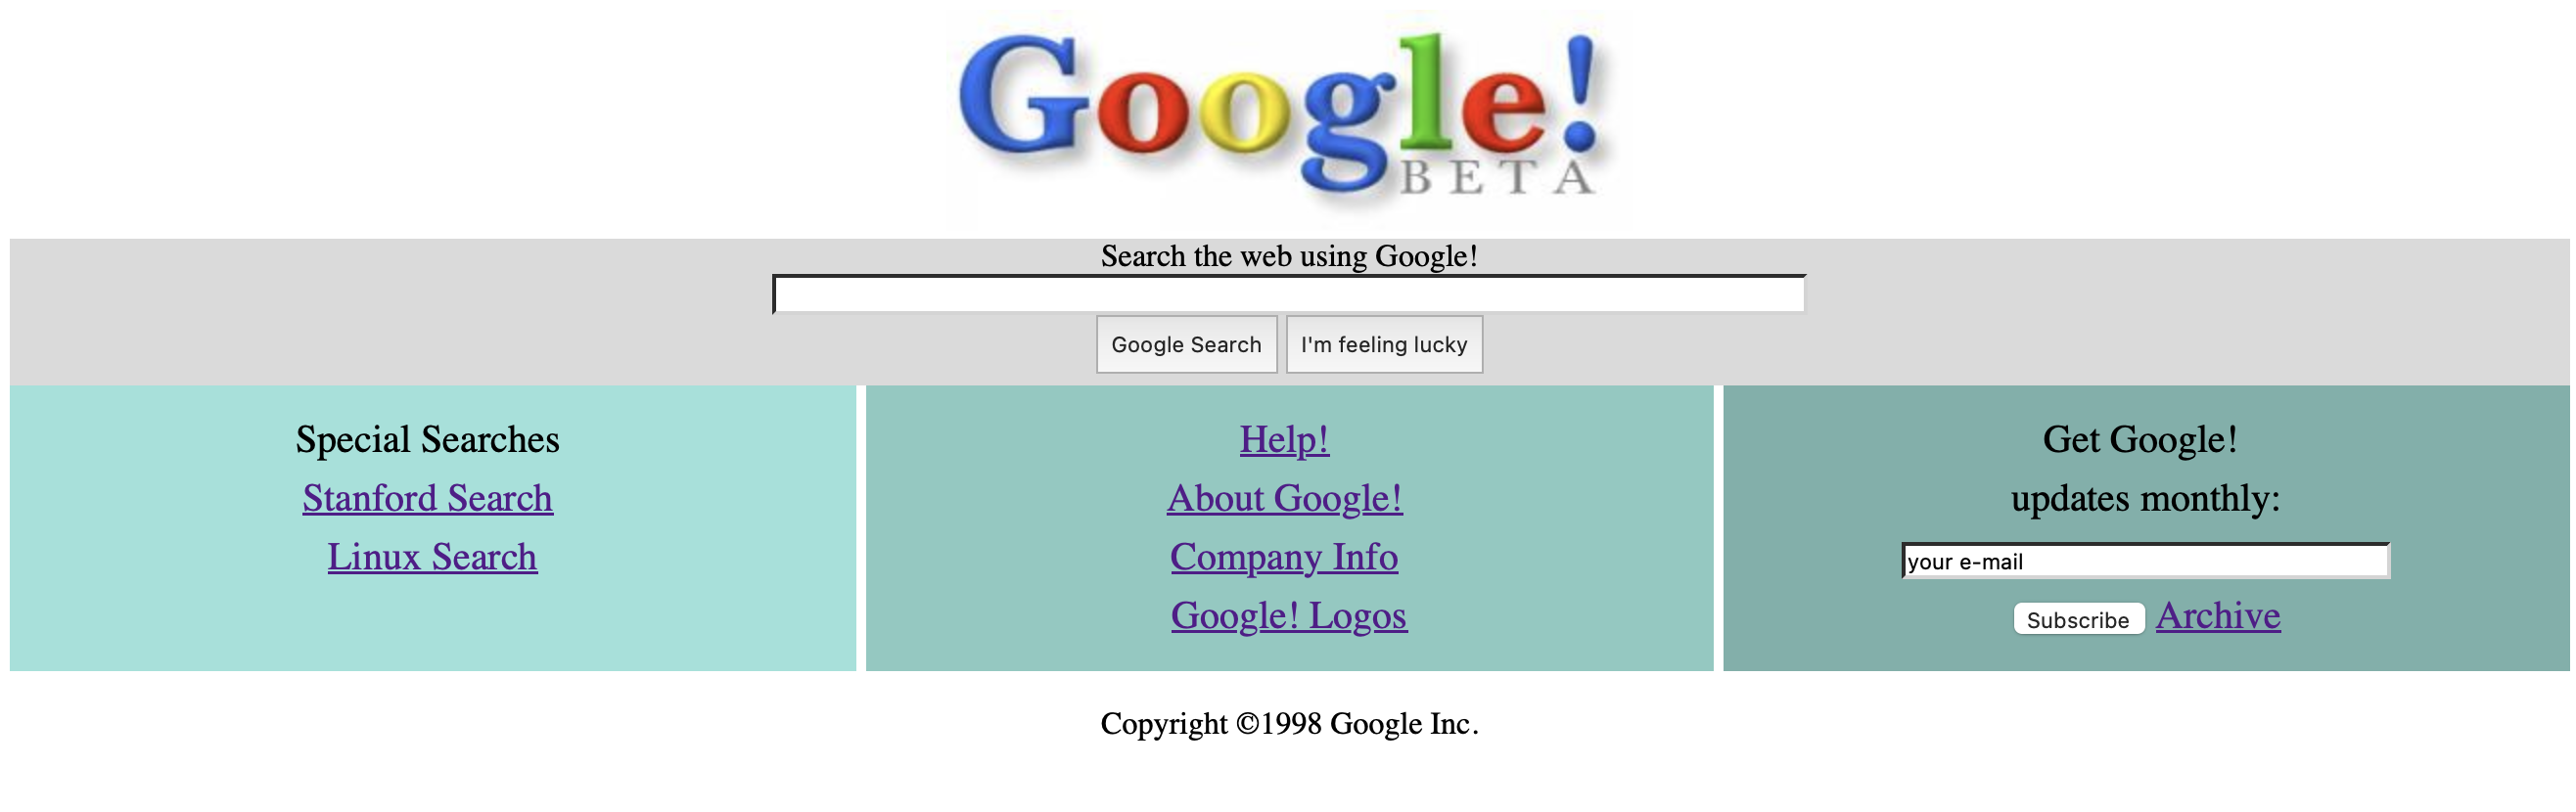 Google!
BETA
Search the web using Google!
Google Search I'm feeling lucky
Special Searches
Stanford Search
Linux Search
Help!
About Google!
Company Info
Google! Logos
Get Google!
updates monthly:
your e-mail
Subscribe Archive
Copyright ©1998 Google Inc.